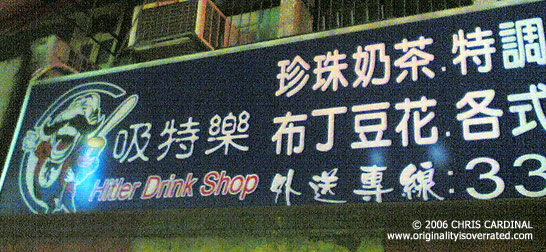 珍珠奶茶.特調
吸特樂
布丁豆花.各式
Hitler Drink Shop
外送專線:33
© 2006 CHRIS CARDINAL
www.originalityisoverrated.com